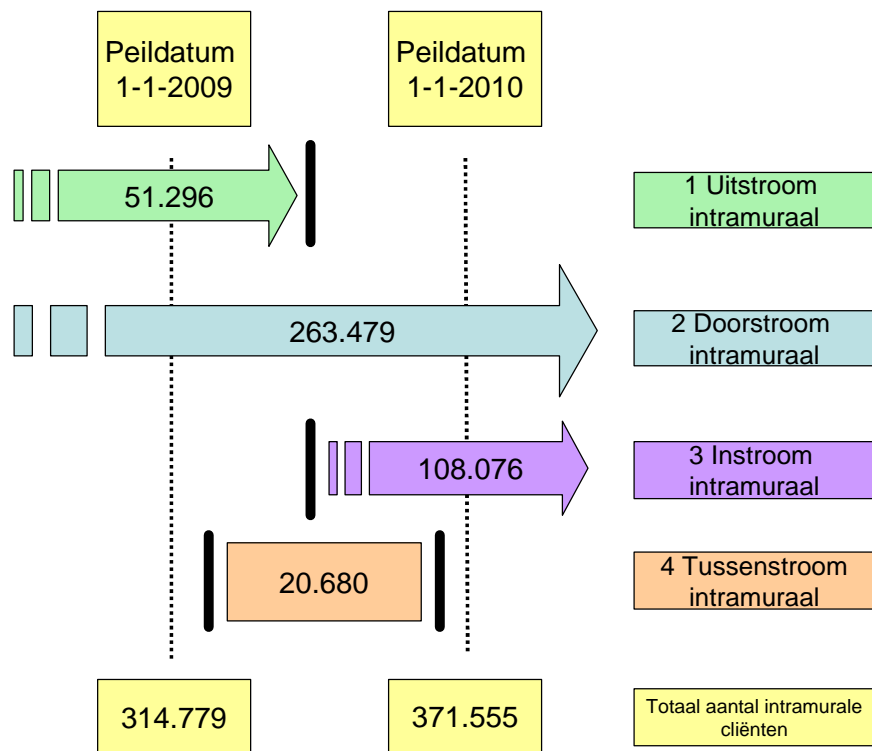 Peildatum
1-1-2009
Peildatum
1-1-2010
51.296
1 Uitstroom
intramuraal
263.479
2 Doorstroom
intramuraal
108.076
3 Instroom
intramuraal
20.680
4 Tussenstroom
intramuraal
314.779
371.555
Totaal aantal intramurale
cliënten